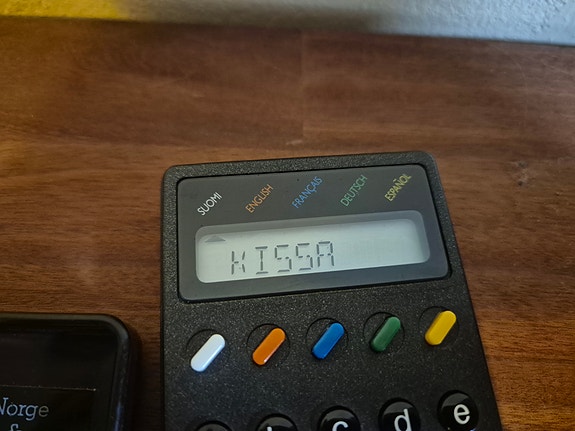 SUOMI ENGLISH FRANÇAIS DEUTSCH ESPAÑOL
KISSA
c d e
Norge